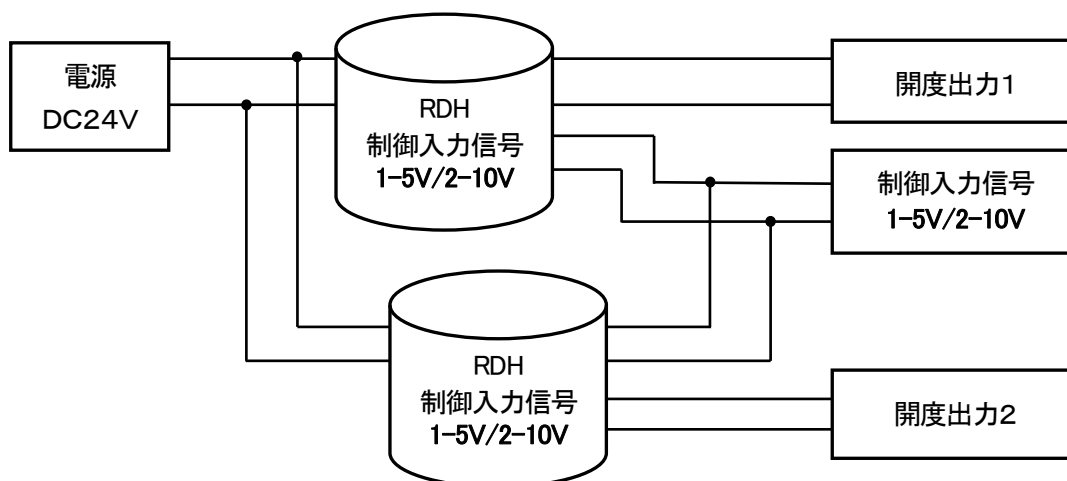 電源
DC24V
RDH
制御入力信号
1-5V/2-10V
開度出力1
制御入力信号
1-5V/2-10V
RDH
制御入力信号
1-5V/2-10V
開度出力2